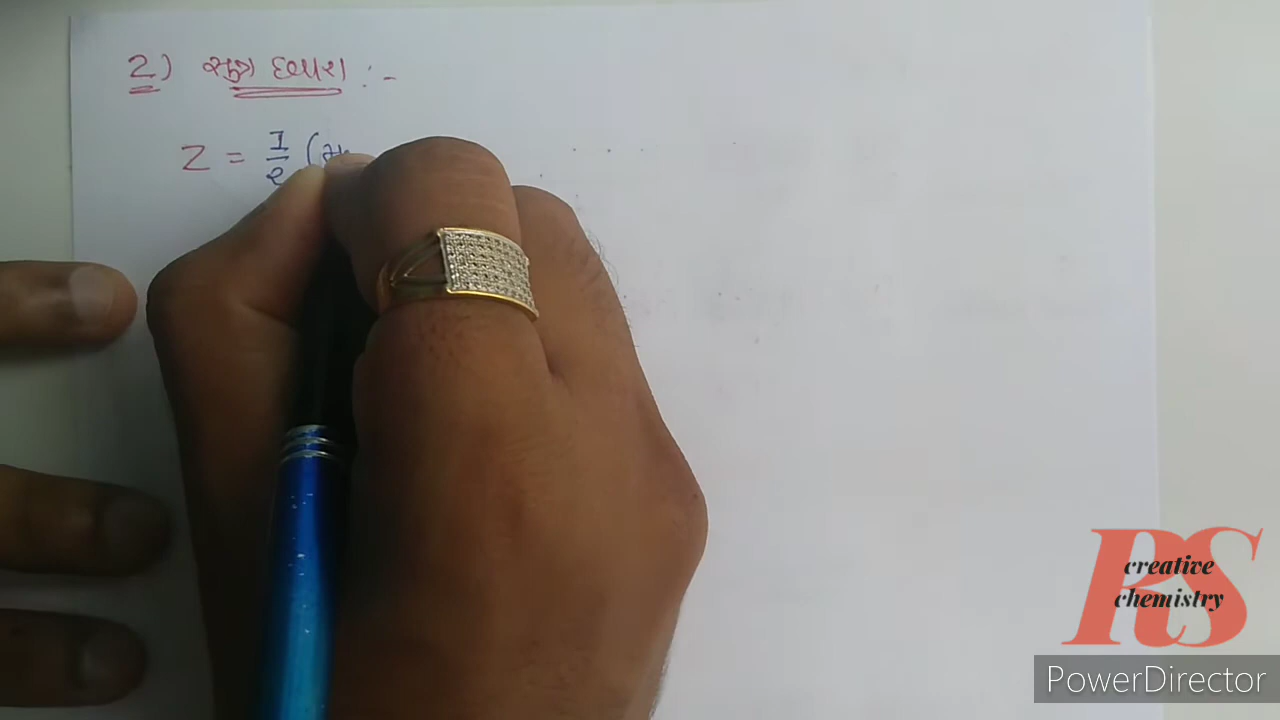 2) સુત્ર દ્વારા :-
Z = 1/2 (
RS
creative
chemistry
PowerDirector